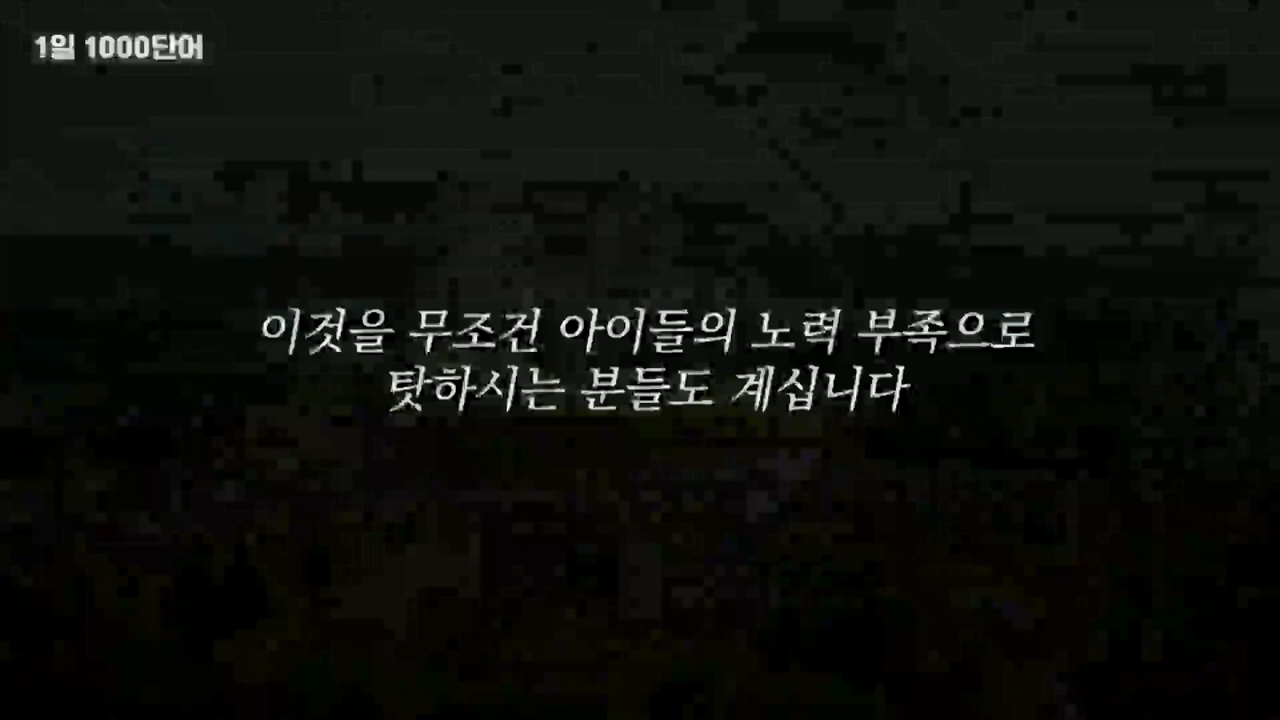 1일 1000단어
이것을 무조건 아이들의 노력 부족으로
탓하시는 분들도 계십니다